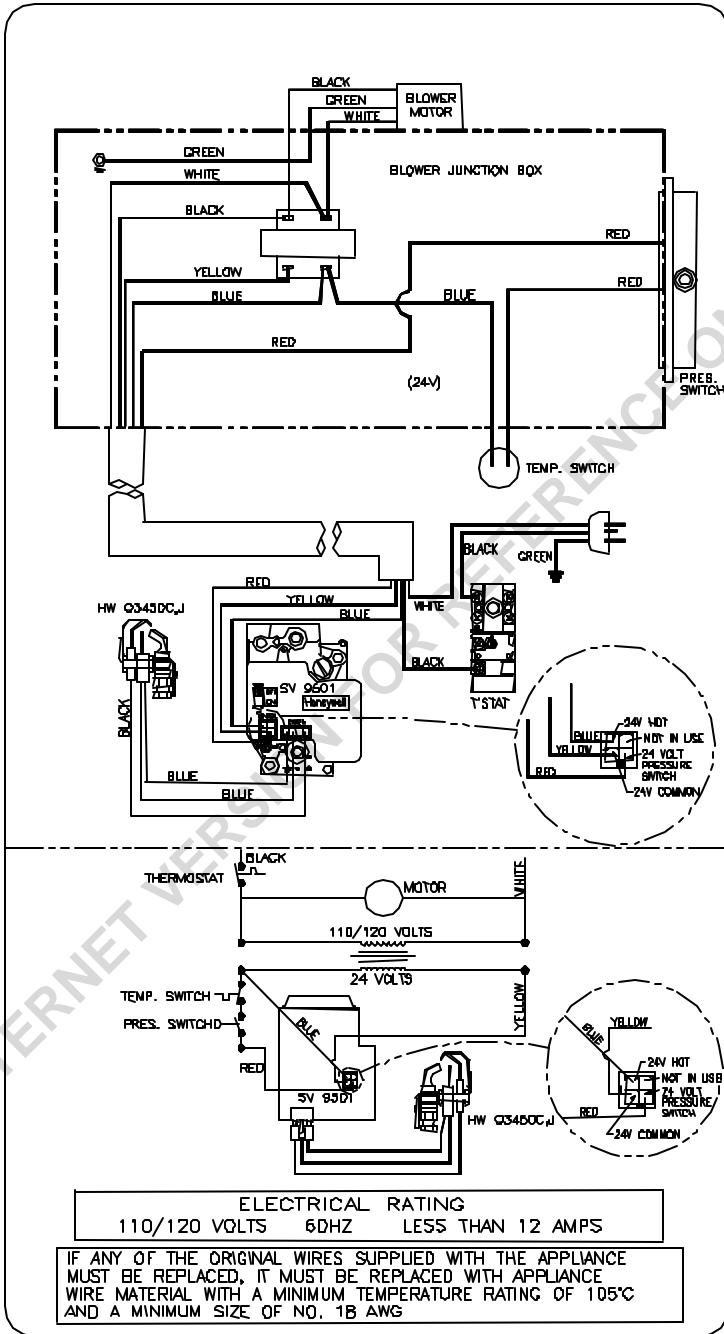 BLACK
GREEN
WHITE
BLOWER
MOTOR
GREEN
WHITE
BLOWER JUNCTION BOX
BLACK
RED
YELLOW
BLUE
BLUE
RED
RED
(24V)
PRES.
SWITCH
TEMP. SWITCH
BLACK
GREEN
RED
YELLOW
BLUE
WHITE
HW Q3450C,J
BLACK
BLACK
T'STAT
SV 9601
Honeywell
BLUE
BLUE
24V HOT
BLUE
NOT IN USE
YELLOW
24 VOLT
PRESSURE
SWITCH
RED
24V COMMON
BLACK
THERMOSTAT
MOTOR
WHITE
110/120 VOLTS
24 VOLTS
TEMP. SWITCH
PRES. SWITCH
BLUE
YELLOW
RED
SV 9501
HW Q3450C,J
BLUE
YELLOW
24V HOT
NOT IN USE
24 VOLT
PRESSURE
SWITCH
RED
24V COMMON
ELECTRICAL RATING
110/120 VOLTS 60HZ LESS THAN 12 AMPS
IF ANY OF THE ORIGINAL WIRES SUPPLIED WITH THE APPLIANCE
MUST BE REPLACED, IT MUST BE REPLACED WITH APPLIANCE
WIRE MATERIAL WITH A MINIMUM TEMPERATURE RATING OF 105°C
AND A MINIMUM SIZE OF NO. 18 AWG
TERNET VERSION FOR REFERENCE ON